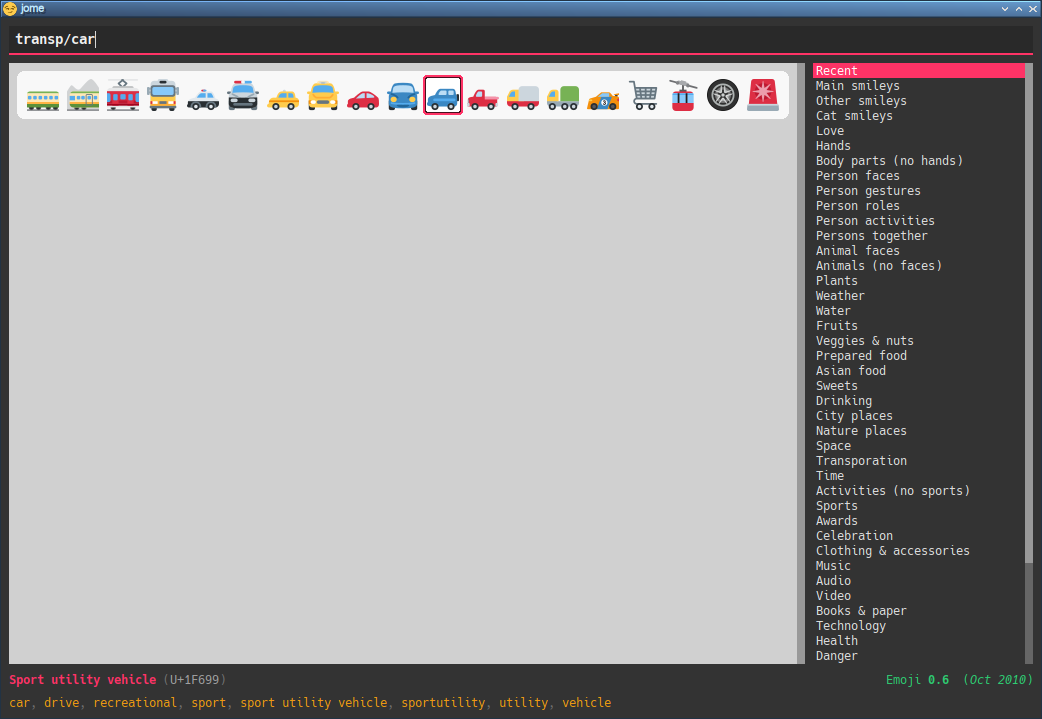 jome
transp/car
Recent
Main smileys
Other smileys
Cat smileys
Love
Hands
Body parts (no hands)
Person faces
Person gestures
Person roles
Person activities
Persons together
Animal faces
Animals (no faces)
Plants
Weather
Water
Fruits
Veggies & nuts
Prepared food
Asian food
Sweets
Drinking
City places
Nature places
Space
Transporation
Time
Activities (no sports)
Sports
Awards
Celebration
Clothing & accessories
Music
Audio
Video
Books & paper
Technology
Health
Danger
Sport utility vehicle (U+1F699) Emoji 0.6 (Oct 2010)
car, drive, recreational, sport, sport utility vehicle, sportutility, utility, vehicle